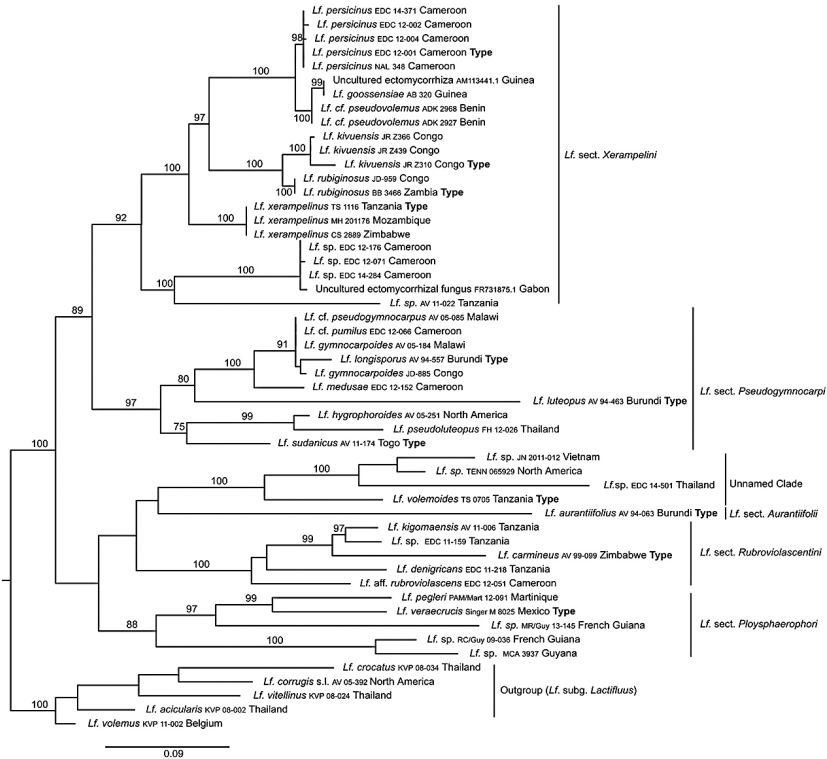 Lf. persicinus EDC 14-371 Cameroon
Lf. persicinus EDC 12-002 Cameroon
Lf. persicinus EDC 12-004 Cameroon
98
Lf. persicinus EDC 12-001 Cameroon Type
Lf. persicinus NAL 348 Cameroon
100
99
Uncultured ectomycorrhiza AM113441.1 Guinea
Lf. goossensiae AB 320 Guinea
Lf. cf. pseudovolemus ADK 2968 Benin
100
Lf. cf. pseudovolemus ADK 2927 Benin
97
Lf. kivuensis JR Z366 Congo
Lf. kivuensis JR Z439 Congo
Lf. sect. Xerampelini
100
Lf. kivuensis JR Z310 Congo Type
100
Lf. rubiginosus JD-959 Congo
100
Lf. rubiginosus BB 3466 Zambia Type
Lf. xerampelinus TS 1116 Tanzania Type
92
100
Lf. xerampelinus MH 201176 Mozambique
Lf. xerampelinus CS 2889 Zimbabwe
Lf. sp. EDC 12-176 Cameroon
Lf. sp. EDC 12-071 Cameroon
100
Lf. sp. EDC 14-284 Cameroon
100
Uncultured ectomycorrhizal fungus FR731875.1 Gabon
Lf. sp. AV 11-022 Tanzania
89
Lf. cf. pseudogymnocarpus AV 05-085 Malawi
Lf. cf. pumilus EDC 12-066 Cameroon
91
Lf. gymnocarpoides AV 05-184 Malawi
Lf. longisporus AV 94-557 Burundi Type
100
Lf. gymnocarpoides JD-885 Congo
80
Lf. medusae EDC 12-152 Cameroon
Lf. sect. Pseudogymnocarpi
97
Lf. luteopus AV 94-463 Burundi Type
99
Lf. hygrophoroides AV 05-251 North America
75
Lf. pseudoluteopus FH 12-026 Thailand
Lf. sudanicus AV 11-174 Togo Type
100
Lf. sp. JN 2011-012 Vietnam
100
Lf. sp. TENN 065929 North America
100
Lf.sp. EDC 14-501 Thailand
Unnamed Clade
Lf. volemoides TS 0705 Tanzania Type
Lf. aurantiifolius AV 94-063 Burundi Type
Lf. sect. Aurantiifolii
97
Lf. kigomaensis AV 11-006 Tanzania
99
Lf. sp. EDC 11-159 Tanzania
Lf. carmineus AV 99-099 Zimbabwe Type
Lf. sect. Rubroviolascentini
100
Lf. denigricans EDC 11-218 Tanzania
Lf. aff. rubroviolascens EDC 12-051 Cameroon
99
Lf. pegleri PAM/Mart 12-091 Martinique
97
Lf. veraecrucis Singer M 8025 Mexico Type
88
Lf. sp. MR/Guy 13-145 French Guiana
Lf. sect. Ploysphaerophori
100
Lf. sp. RC/Guy 09-036 French Guiana
Lf. sp. MCA 3937 Guyana
Lf. crocatus KVP 08-034 Thailand
Lf. corrugis s.l. AV 05-392 North America
Lf. vitellinus KVP 08-024 Thailand
Outgroup (Lf. subg. Lactifluus)
100
Lf. acicularis KVP 08-002 Thailand
Lf. volemus KVP 11-002 Belgium
0.09